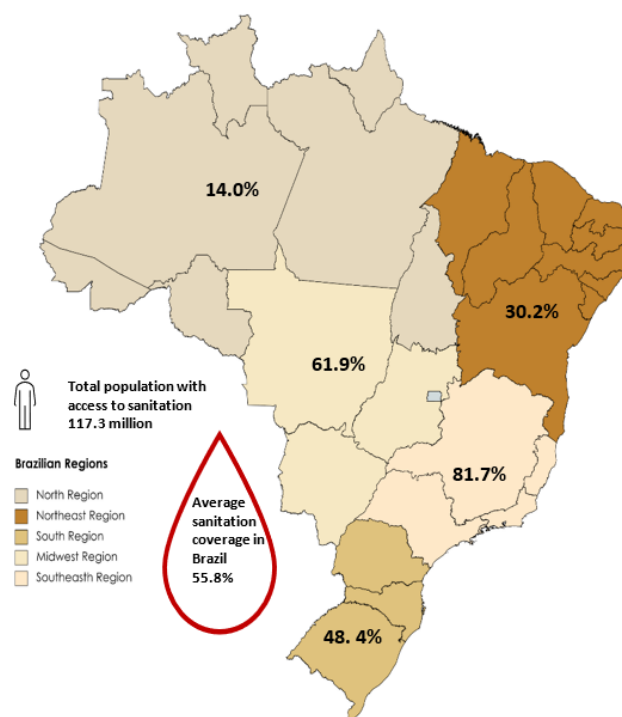 14.0%
30.2%
61.9%
Total population with
access to sanitation
117.3 million
81.7%
Brazilian Regions
North Region
Northeast Region
South Region
Midwest Region
Southeasth Region
Average
sanitation
coverage in
Brazil
55.8%
48. 4%